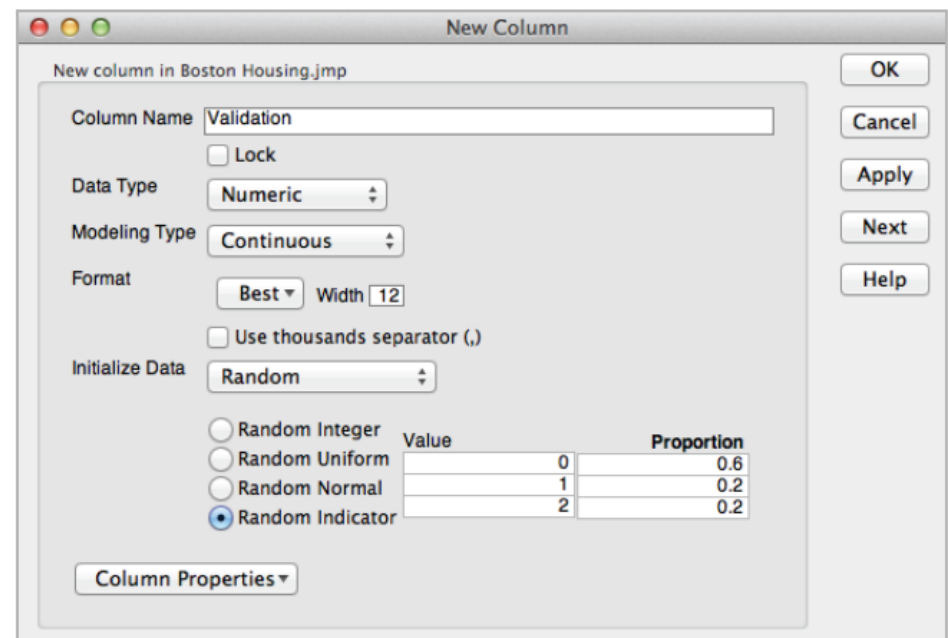 New Column
New column in Boston Housing.jmp
OK
Column Name Validation
Cancel
Lock
Data Type Numeric
Apply
Modeling Type Continuous
Next
Format Best Width 12
Help
Use thousands separator (,)
Initialize Data Random
Random Integer
Random Uniform
Random Normal
Random Indicator
Value Proportion
0 0.6
1 0.2
2 0.2
Column Properties